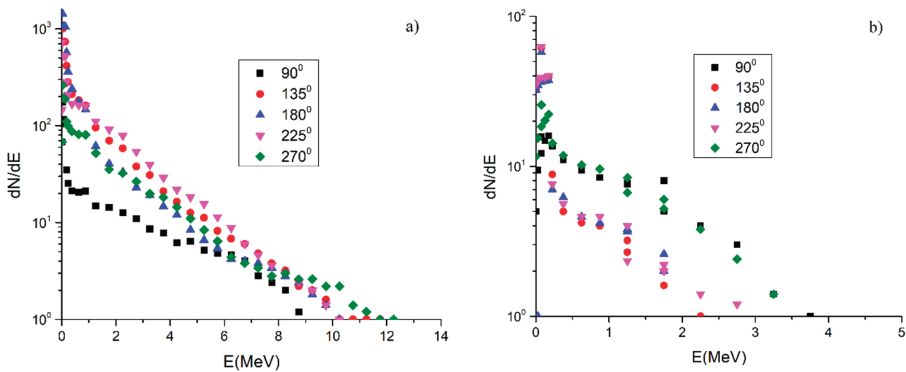 a)
10³
10²
10¹
10⁰
dN/dE
90⁰
135⁰
180⁰
225⁰
270⁰
0 2 4 6 8 10 12 14
E(MeV)
b)
10²
10¹
10⁰
dN/dE
90⁰
135⁰
180⁰
225⁰
270⁰
0 1 2 3 4 5
E(MeV)